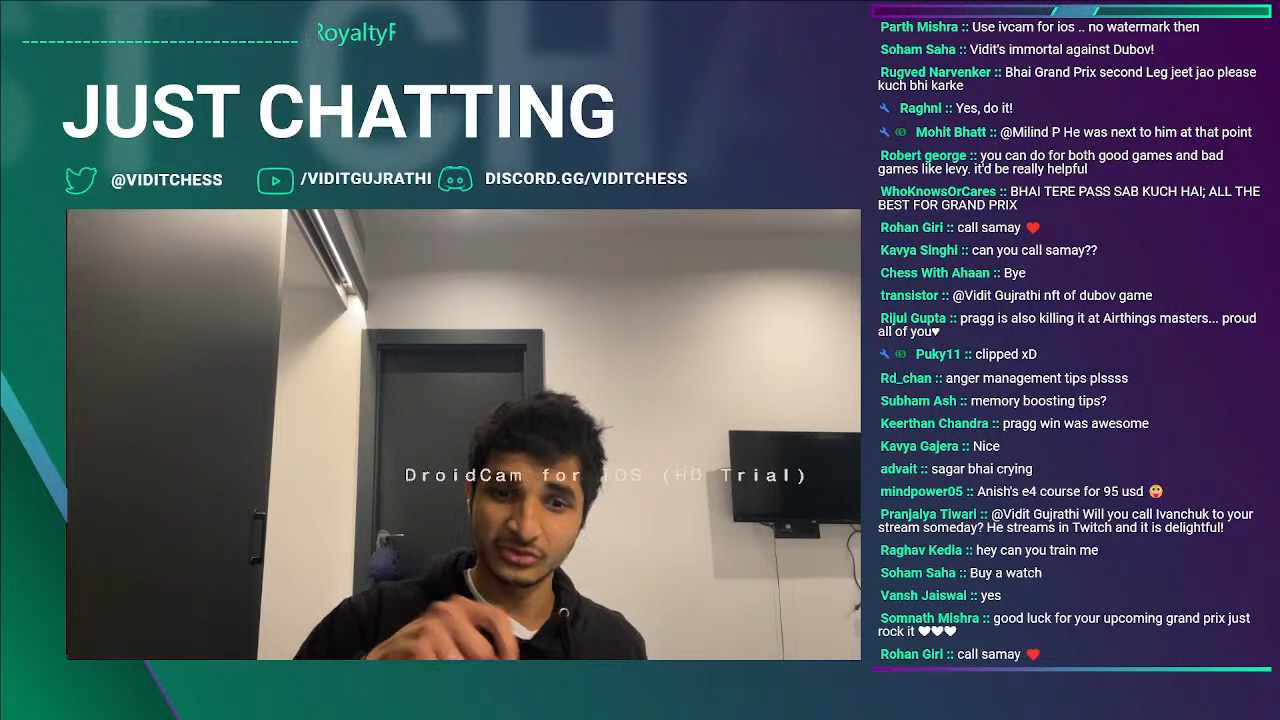 RoyaltyF
JUST CHATTING
@VIDITCHESS
/VIDITGUJRATHI
DISCORD.GG/VIDITCHESS
DroidCam for iOS (HD Trial)
Parth Mishra :: Use ivcam for ios .. no watermark then
Soham Saha :: Vidit's immortal against Dubov!
Rugved Narvenker :: Bhai Grand Prix second Leg jeet jao please
kuch bhi karke
Raghni :: Yes, do it!
Mohit Bhatt :: @Milind P He was next to him at that point
Robert george :: you can do for both good games and bad
games like levy. it'd be really helpful
WhoKnowsOrCares :: BHAI TERE PASS SAB KUCH HAI; ALL THE
BEST FOR GRAND PRIX
Rohan Giri :: call samay ❤️
Kavya Singhi :: can you call samay??
Chess With Ahaan :: Bye
transistor :: @Vidit Gujrathi nft of dubov game
Rijul Gupta :: pragg is also killing it at Airthings masters... proud
all of you♥
Puky11 :: clipped xD
Rd_chan :: anger management tips plssss
Subham Ash :: memory boosting tips?
Keerthan Chandra :: pragg win was awesome
Kavya Gajera :: Nice
advait :: sagar bhai crying
mindpower05 :: Anish's e4 course for 95 usd 🤪
Pranjalya Tiwari :: @Vidit Gujrathi Will you call Ivanchuk to your
stream someday? He streams in Twitch and it is delightful!
Raghav Kedia :: hey can you train me
Soham Saha :: Buy a watch
Vansh Jaiswal :: yes
Somnath Mishra :: good luck for your upcoming grand prix just
rock it ♥♥♥
Rohan Giri :: call samay ❤️